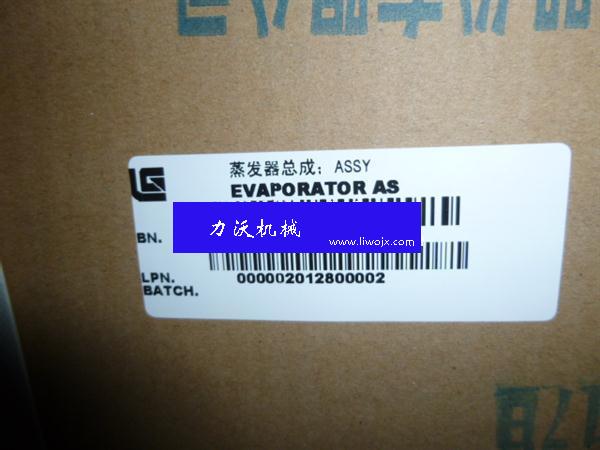 蒸发器总成：ASSY
EVAPORATOR AS
力沃机械
www.liwojx.com
BN.
LPN.
000002012800002
BATCH.